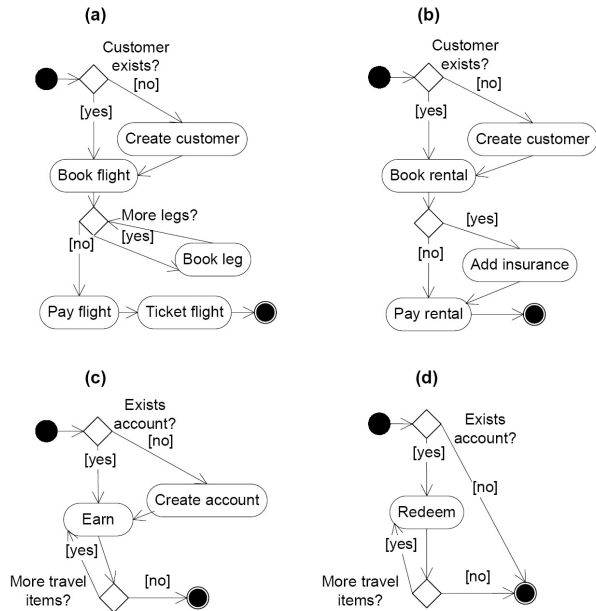 (a)
Customer
exists?
[no]
[yes]
Create customer
Book flight
More legs?
[no]
[yes]
Book leg
Pay flight
Ticket flight
(b)
Customer
exists?
[no]
[yes]
Create customer
Book rental
[yes]
[no]
Add insurance
Pay rental
(c)
Exists
account?
[no]
[yes]
Create account
Earn
[yes]
More travel
items?
[no]
(d)
Exists
account?
[yes]
[no]
Redeem
[yes]
More travel
items?
[no]